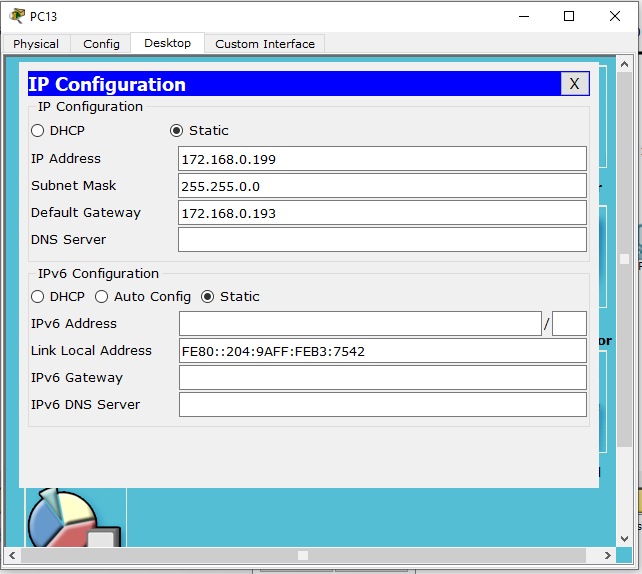 PC13
Physical Config Desktop Custom Interface
IP Configuration X
IP Configuration
DHCP Static
IP Address 172.168.0.199
Subnet Mask 255.255.0.0
Default Gateway 172.168.0.193
DNS Server
IPv6 Configuration
DHCP Auto Config Static
IPv6 Address /
Link Local Address FE80::204:9AFF:FEB3:7542
IPv6 Gateway
IPv6 DNS Server
or